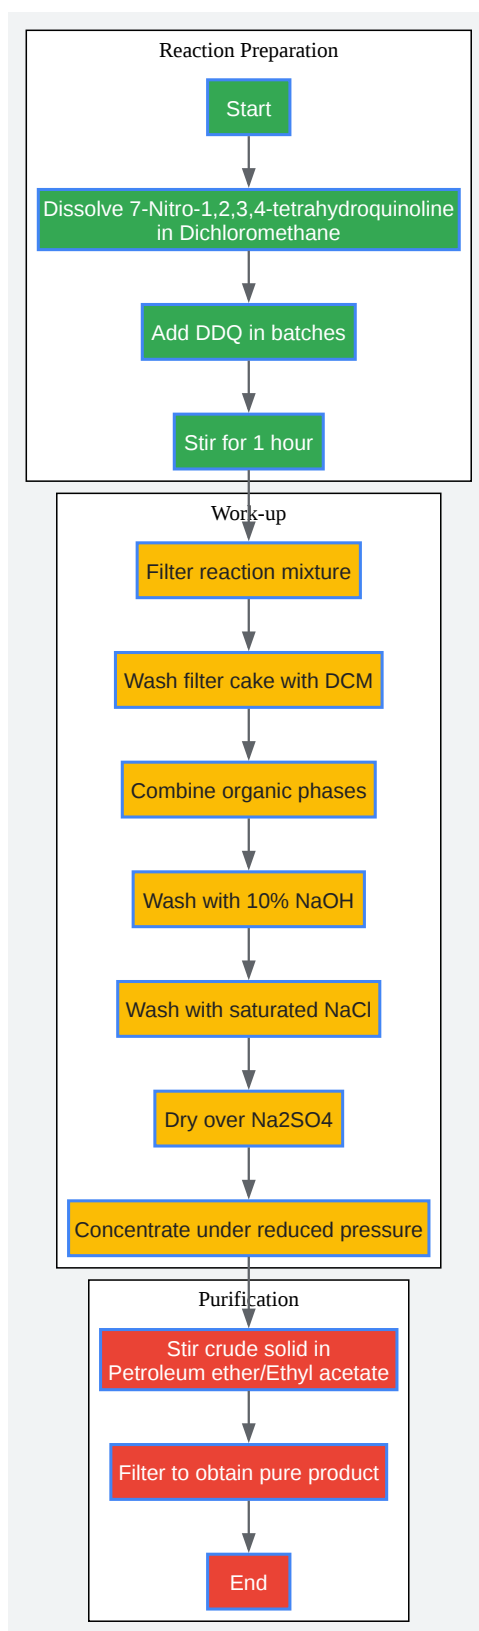 Reaction Preparation
Start
Dissolve 7-Nitro-1,2,3,4-tetrahydroquinoline
in Dichloromethane
Add DDQ in batches
Stir for 1 hour
Work-up
Filter reaction mixture
Wash filter cake with DCM
Combine organic phases
Wash with 10% NaOH
Wash with saturated NaCl
Dry over Na2SO4
Concentrate under reduced pressure
Purification
Stir crude solid in
Petroleum ether/Ethyl acetate
Filter to obtain pure product
End